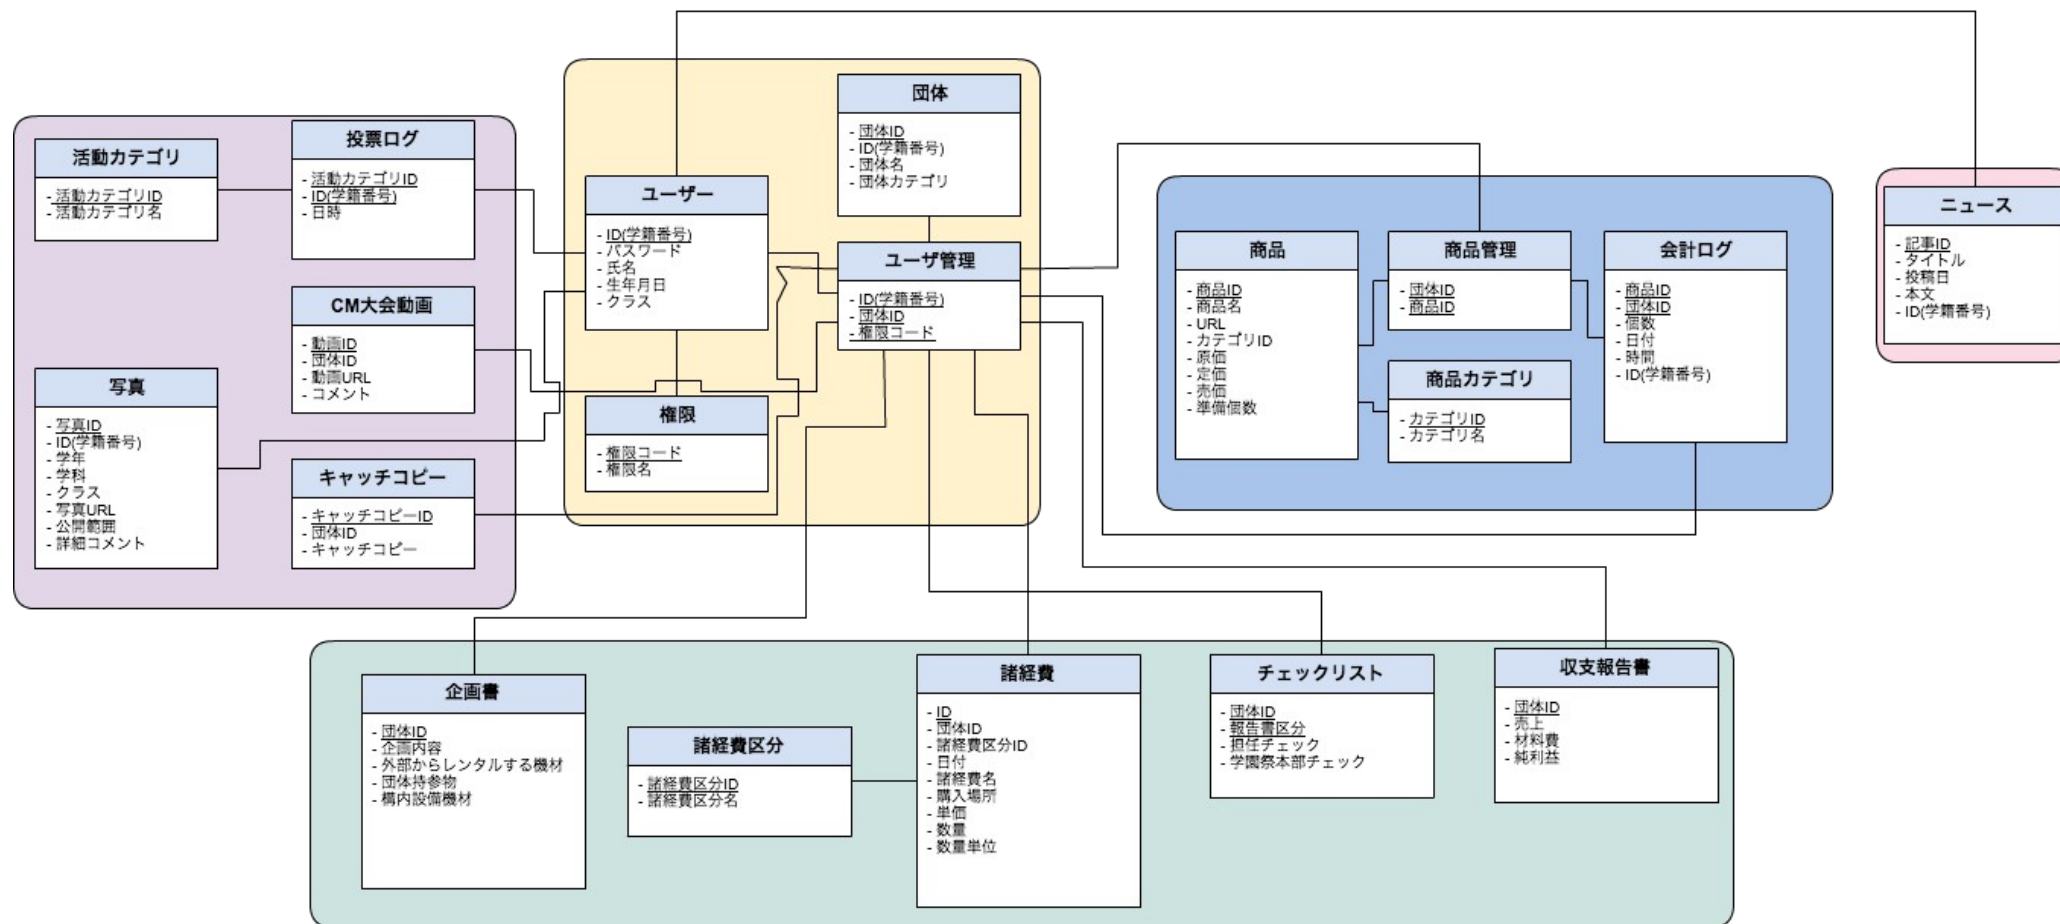 活動カテゴリ
- 活動カテゴリID
- 活動カテゴリ名
投票ログ
- 活動カテゴリID
- ID(学籍番号)
- 日時
CM大会動画
- 動画ID
- 団体ID
- 動画URL
- コメント
写真
- 写真ID
- ID(学籍番号)
- 学年
- 学科
- クラス
- 写真URL
- 公開範囲
- 詳細コメント
キャッチコピー
- キャッチコピーID
- 団体ID
- キャッチコピー
団体
- 団体ID
- ID(学籍番号)
- 団体名
- 団体カテゴリ
ユーザー
- ID(学籍番号)
- パスワード
- 氏名
- 生年月日
- クラス
ユーザ管理
- ID(学籍番号)
- 団体ID
- 権限コード
権限
- 権限コード
- 権限名
商品
- 商品ID
- 商品名
- URL
- カテゴリID
- 原価
- 定価
- 売価
- 準備個数
商品管理
- 団体ID
- 商品ID
商品カテゴリ
- カテゴリID
- カテゴリ名
会計ログ
- 商品ID
- 団体ID
- 個数
- 日付
- 時間
- ID(学籍番号)
ニュース
- 記事ID
- タイトル
- 投稿日
- 本文
- ID(学籍番号)
企画書
- 団体ID
- 企画内容
- 外部からレンタルする機材
- 団体持参物
- 構内設備機材
諸経費区分
- 諸経費区分ID
- 諸経費区分名
諸経費
- ID
- 団体ID
- 諸経費区分ID
- 日付
- 諸経費名
- 購入場所
- 単価
- 数量
- 数量単位
チェックリスト
- 団体ID
- 報告書区分
- 担任チェック
- 学園祭本部チェック
収支報告書
- 団体ID
- 売上
- 材料費
- 純利益